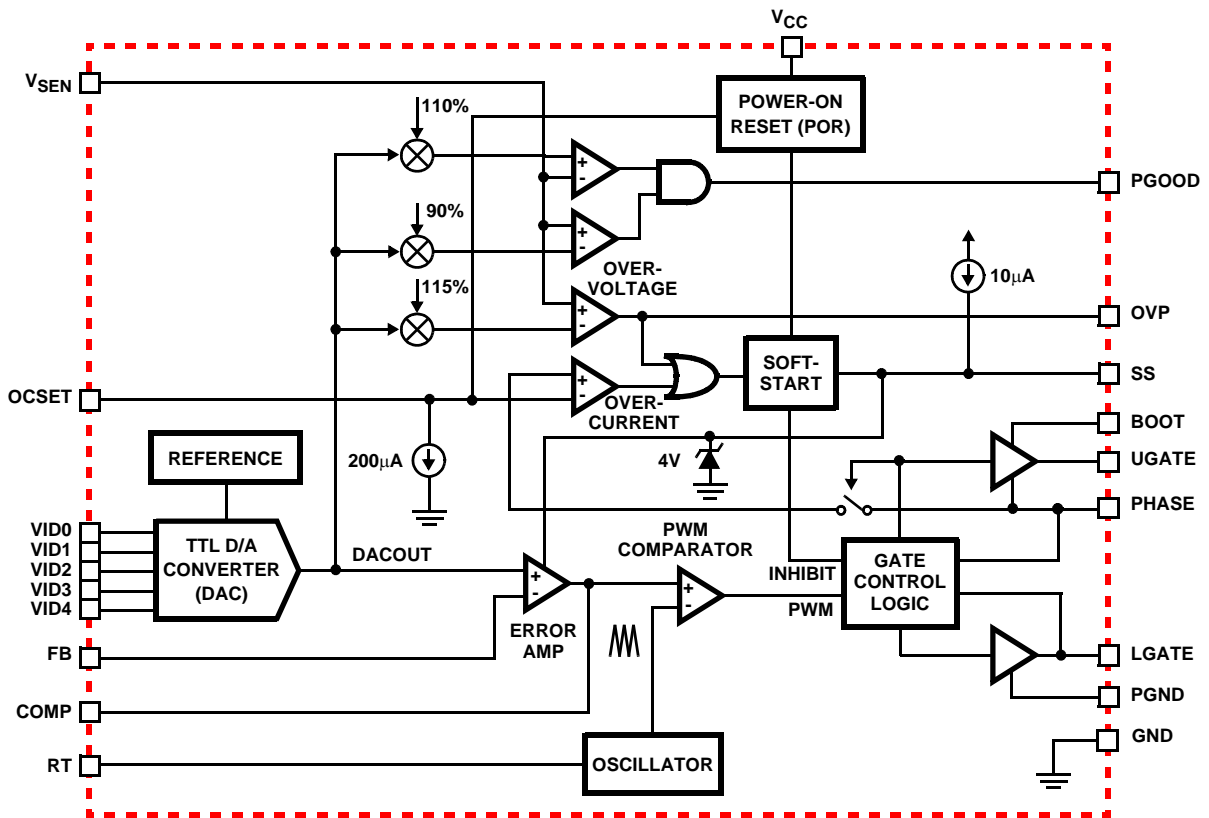 VCC
VSEN
110%
POWER-ON
RESET (POR)
+
-
PGOOD
90%
+
-
OVER-
VOLTAGE
10μA
115%
+
-
OVP
SOFT-
START
SS
OCSET
+
-
OVER-
CURRENT
BOOT
REFERENCE
200μA
4V
UGATE
PHASE
VID0
VID1
VID2
VID3
VID4
TTL D/A
CONVERTER
(DAC)
DACOUT
PWM
COMPARATOR
+
-
+
-
INHIBIT
PWM
GATE
CONTROL
LOGIC
ERROR
AMP
FB
LGATE
PGND
COMP
GND
RT
OSCILLATOR